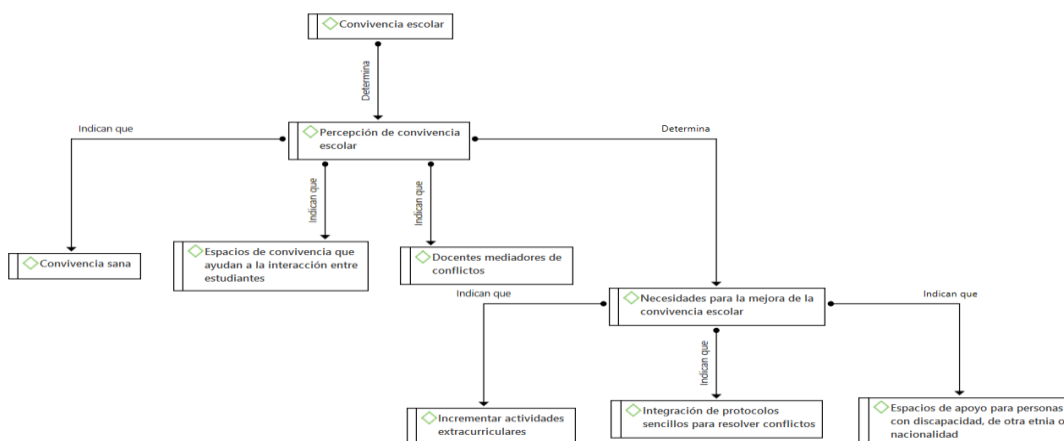 Convivencia escolar
Determina
Percepción de convivencia
escolar
Indican que
Determina
Indican que
Indican que
Convivencia sana
Espacios de convivencia que
ayudan a la interacción entre
estudiantes
Docentes mediadores de
conflictos
Indican que
Necesidades para la mejora de la
convivencia escolar
Indican que
Indican que
Incrementar actividades
extracurriculares
Integración de protocolos
sencillos para resolver conflictos
Espacios de apoyo para personas
con discapacidad, de otra etnia o
nacionalidad